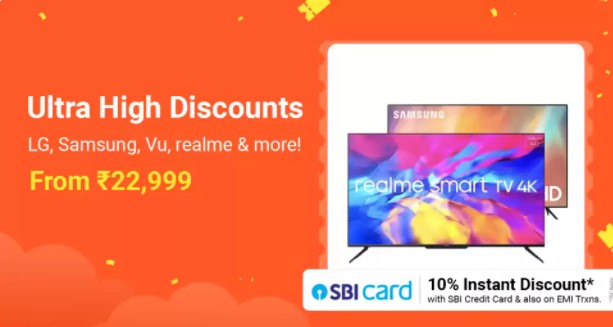 Ultra High Discounts
LG, Samsung, Vu, realme & more!
From ₹22,999
SAMSUNG
realme smart TV 4K
HD
SBI card
10% Instant Discount*
with SBI Credit Card & also on EMI Trxns.